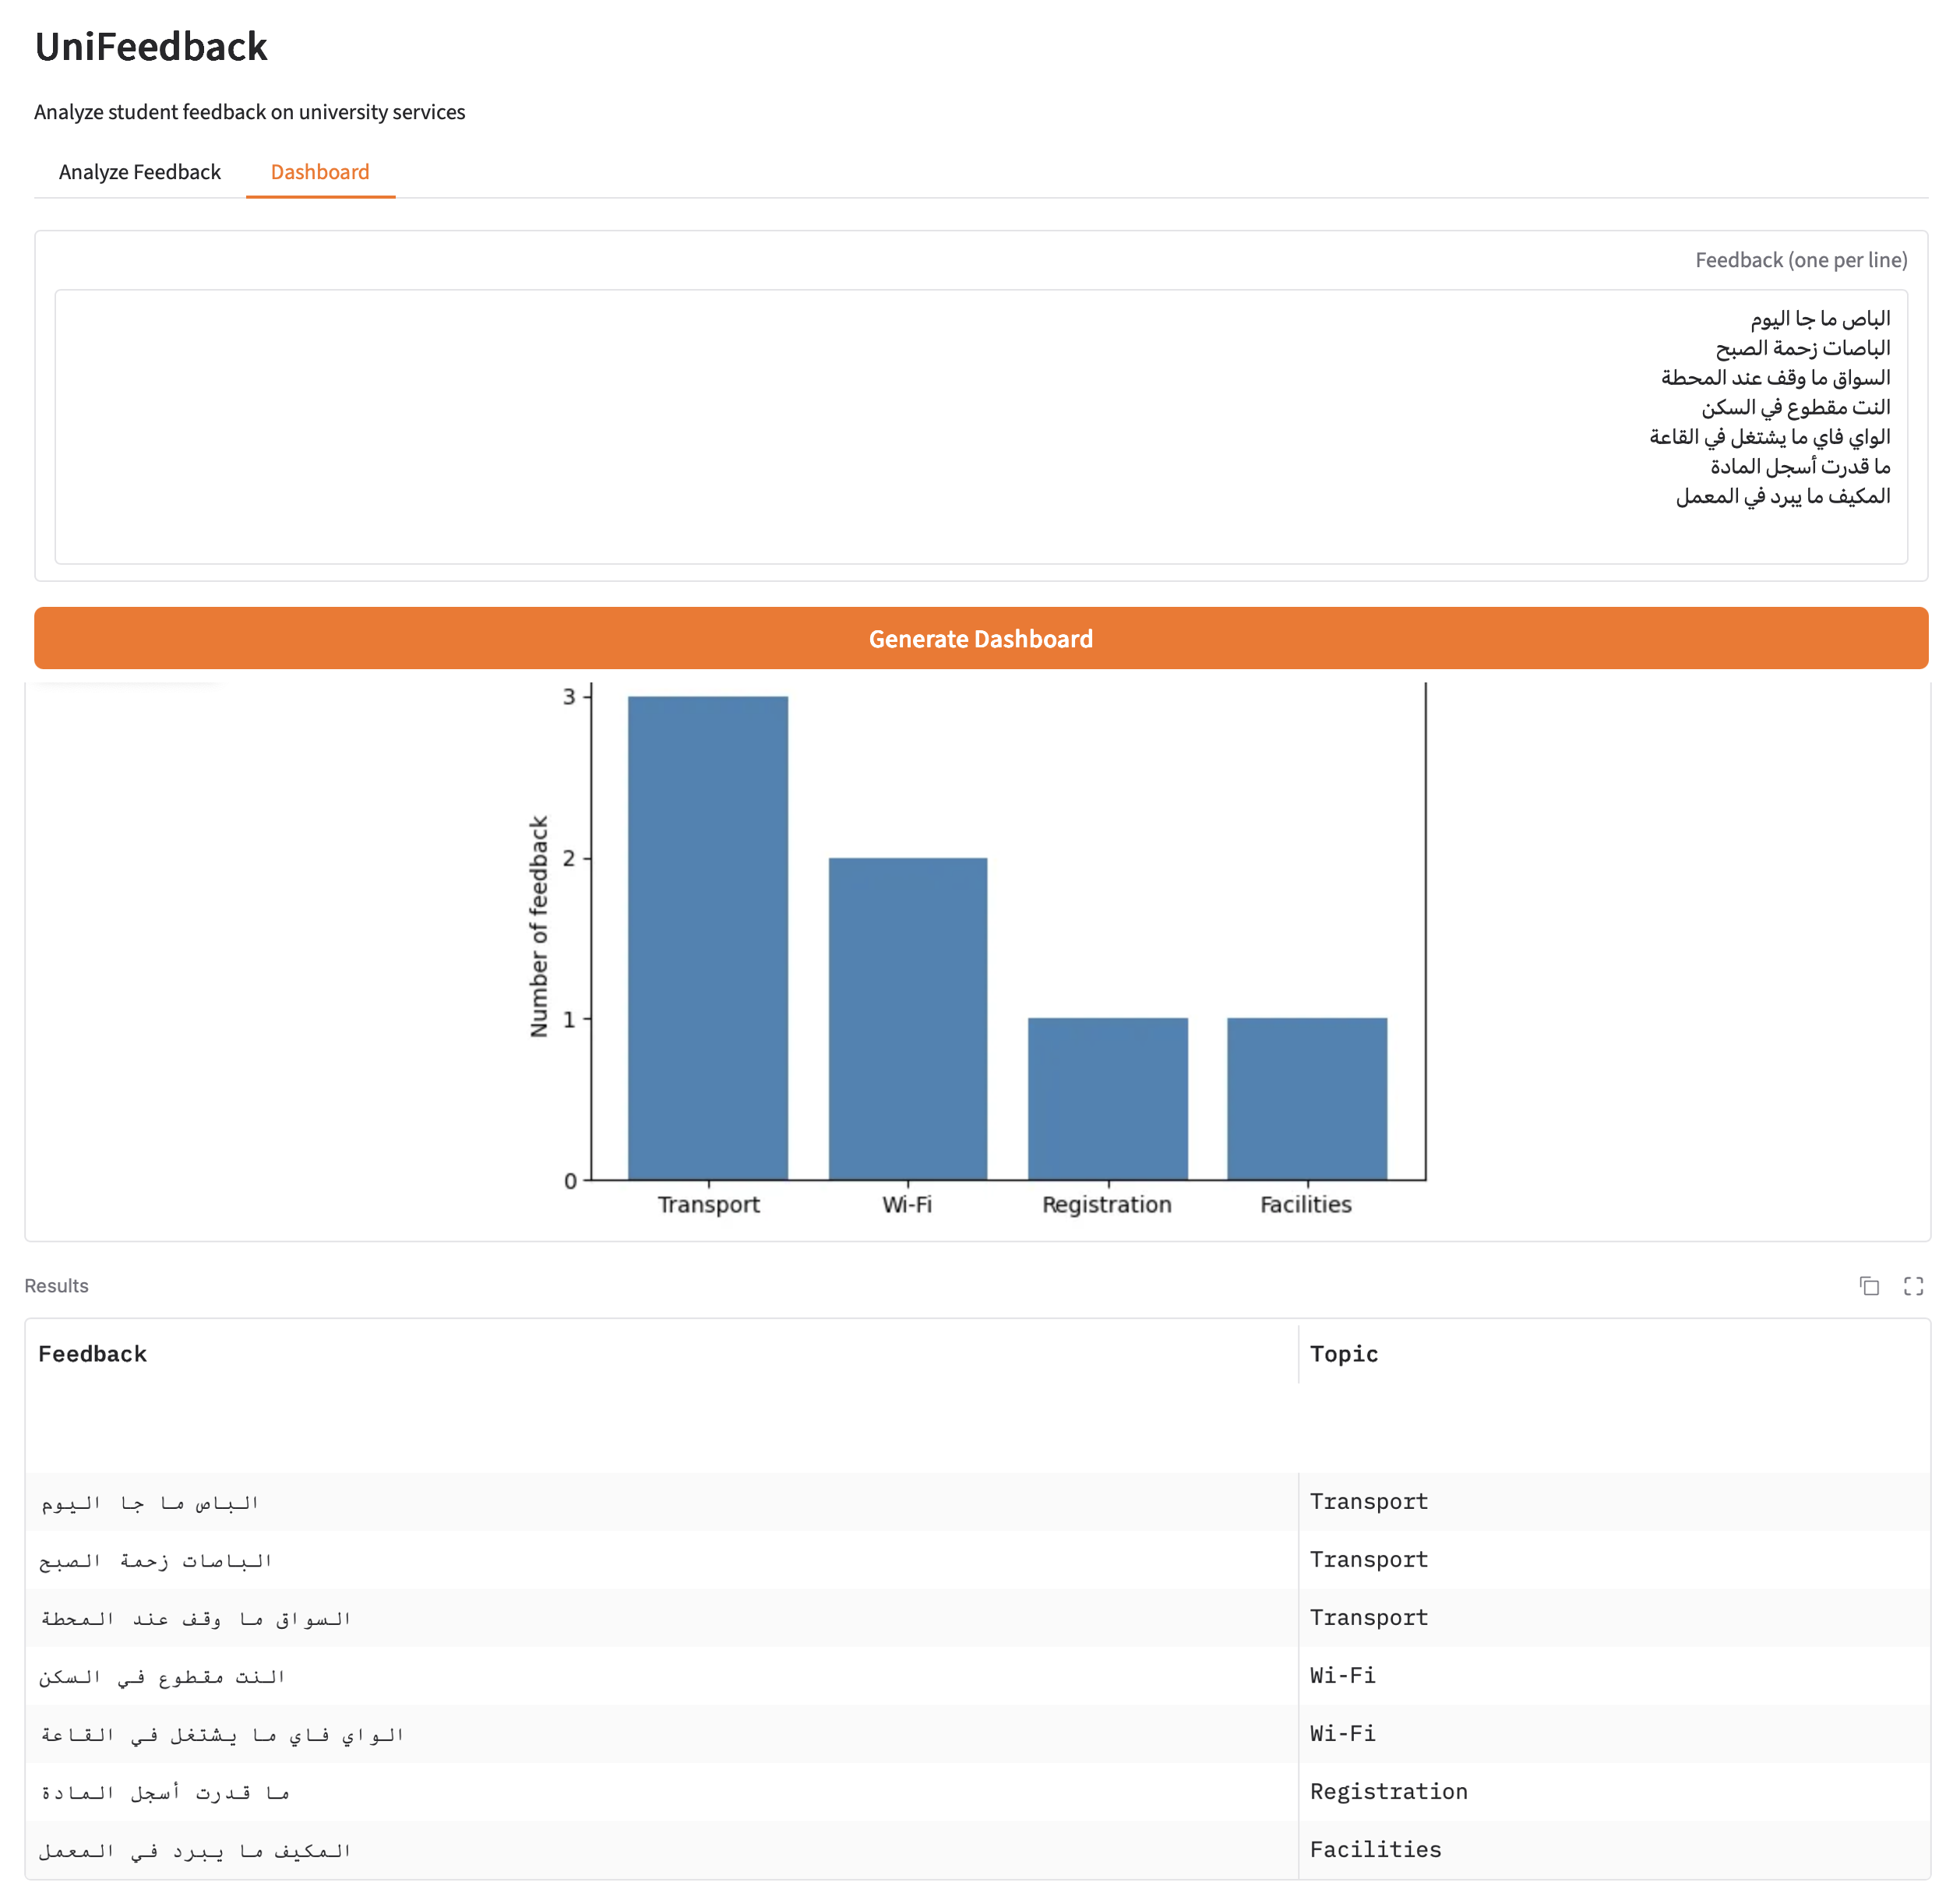 UniFeedback
Analyze student feedback on university services
Analyze Feedback
Dashboard
Feedback (one per line)
الباص ما جا اليوم
الباصات زحمة الصبح
السواق ما وقف عند المحطة
النت مقطوع في السكن
الواي فاي ما يشتغل في القاعة
ما قدرت أسجل المادة
المكيف ما يبرد في المعمل
Generate Dashboard
Number of feedback
3
2
1
0
Transport
Wi-Fi
Registration
Facilities
Results
Feedback
Topic
الباص ما جا اليوم
Transport
الباصات زحمة الصبح
Transport
السواق ما وقف عند المحطة
Transport
النت مقطوع في السكن
Wi-Fi
الواي فاي ما يشتغل في القاعة
Wi-Fi
ما قدرت أسجل المادة
Registration
المكيف ما يبرد في المعمل
Facilities